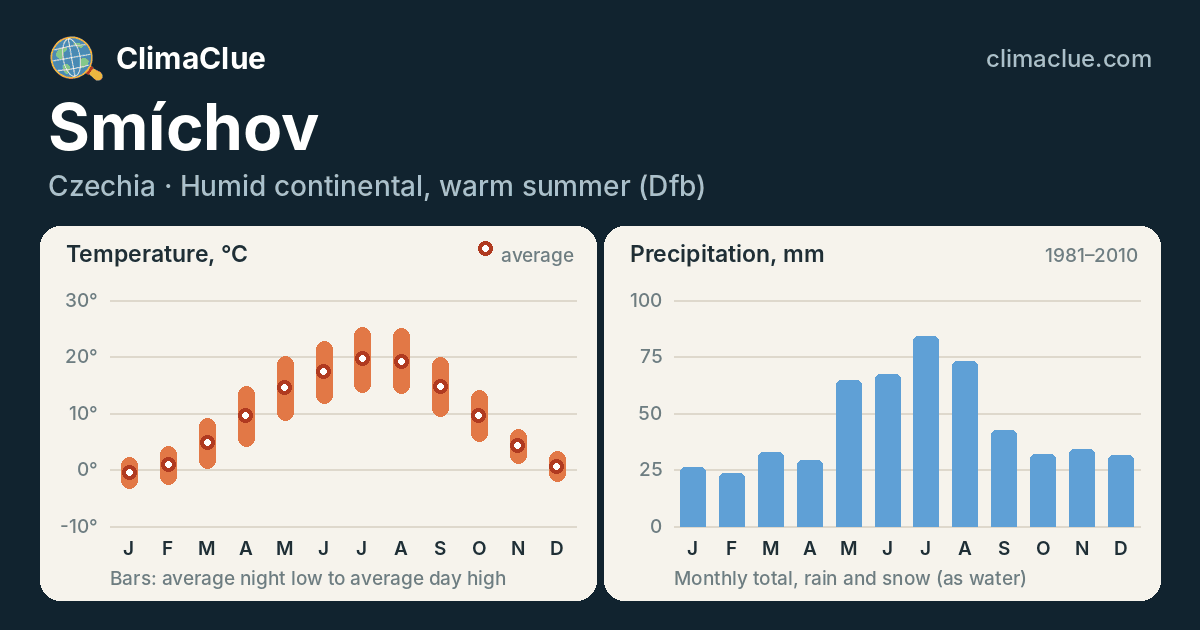 ClimaClue
climaclue.com
Smíchov
Czechia · Humid continental, warm summer (Dfb)
Temperature, °C
average
30°
20°
10°
0°
-10°
J F M A M J J A S O N D
Bars: average night low to average day high
Precipitation, mm
1981–2010
100
75
50
25
0
J F M A M J J A S O N D
Monthly total, rain and snow (as water)